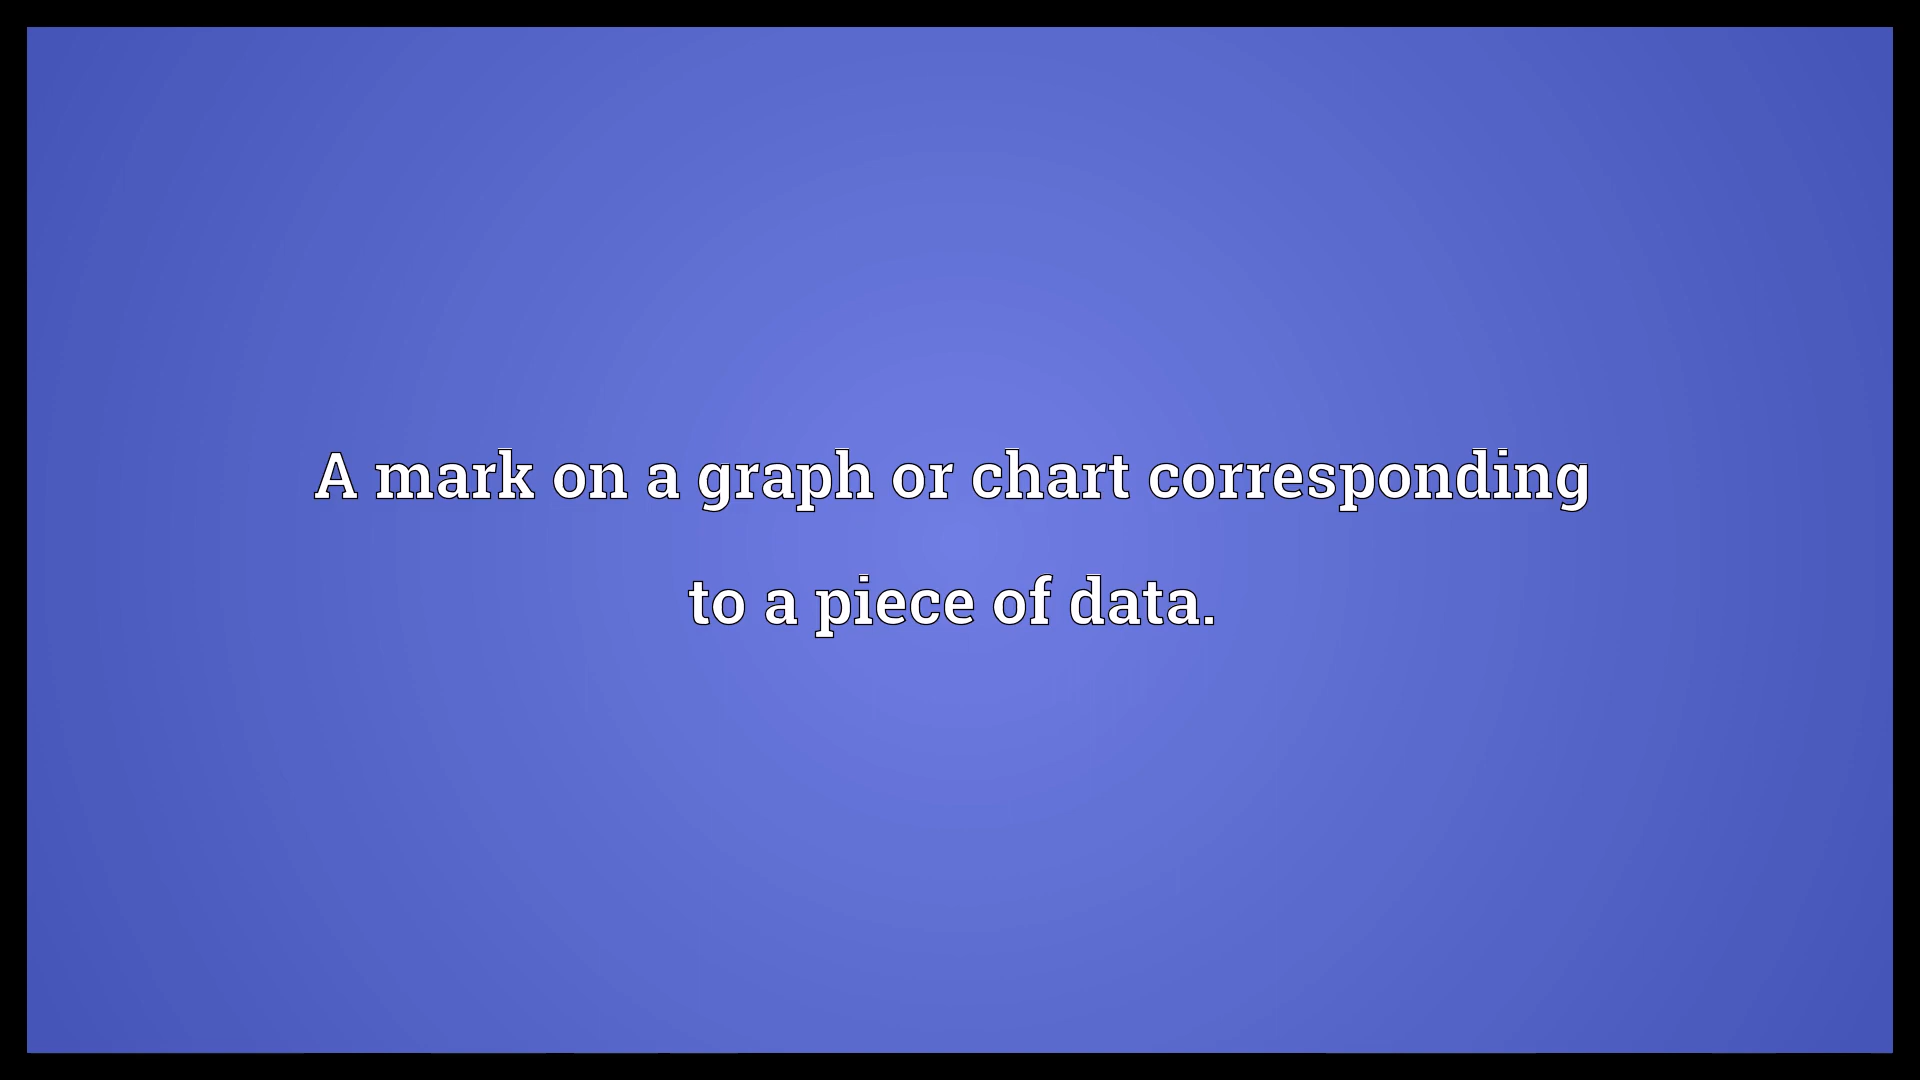 A mark on a graph or chart corresponding
to a piece of data.